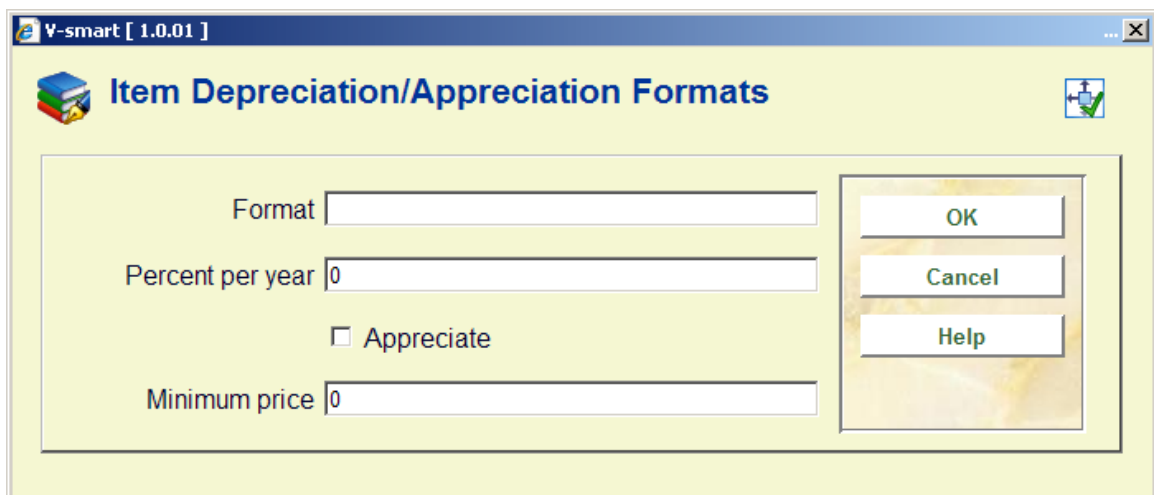 V-smart [ 1.0.01 ] ...
Item Depreciation/Appreciation Formats
Format
OK
Percent per year 0
Cancel
Appreciate
Help
Minimum price 0